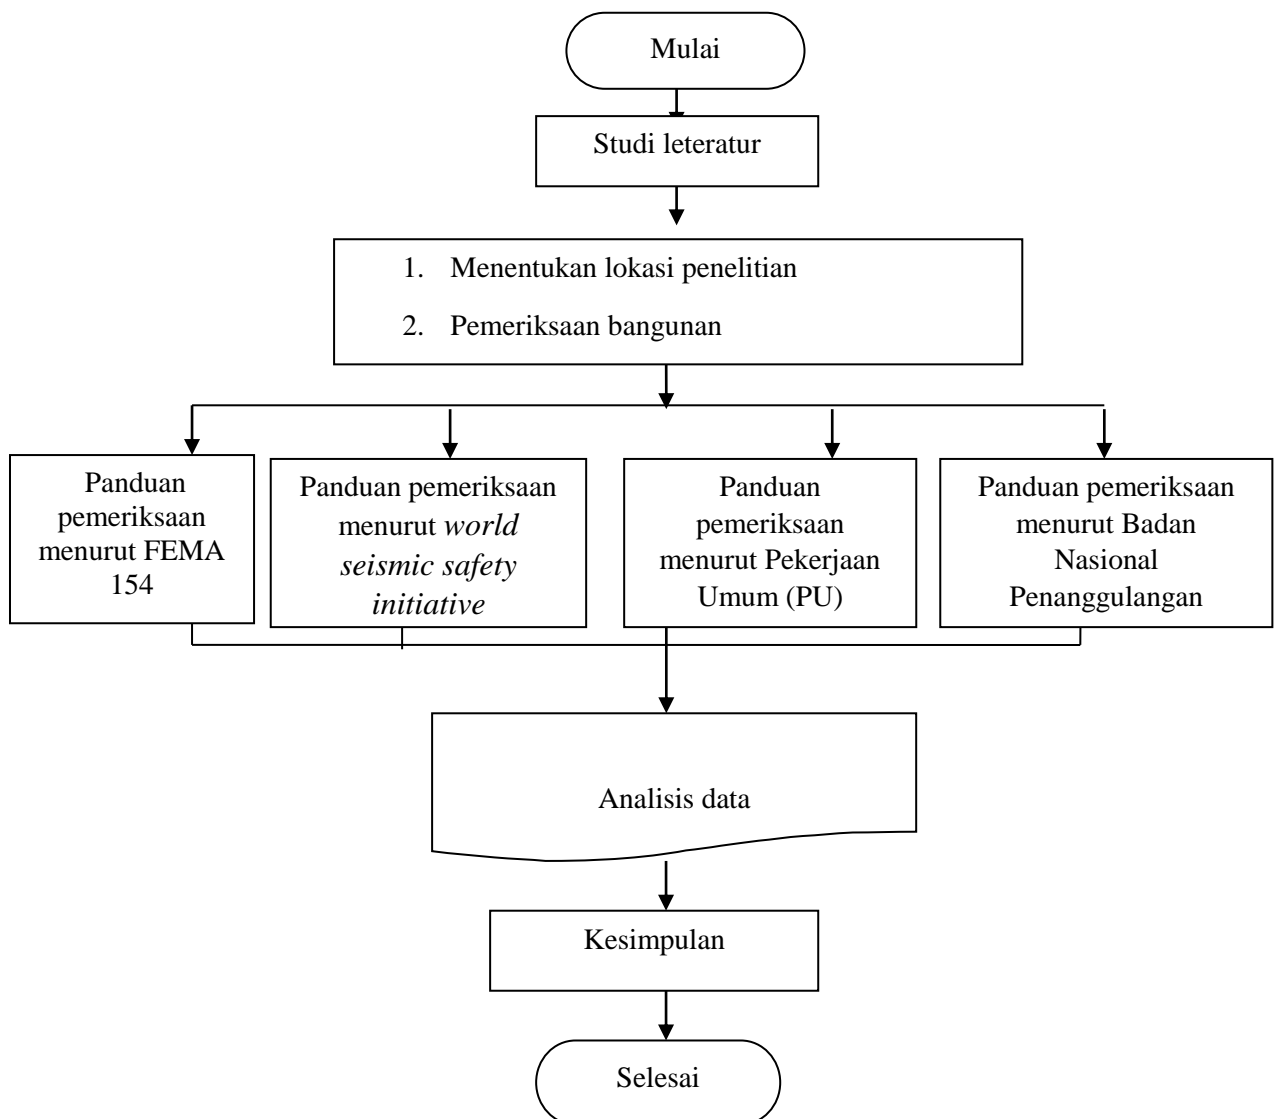 Mulai
Studi leteratur
1. Menentukan lokasi penelitian
2. Pemeriksaan bangunan
Panduan
pemeriksaan
menurut FEMA
154
Panduan pemeriksaan
menurut world
seismic safety
initiative
Panduan
pemeriksaan
menurut Pekerjaan
Umum (PU)
Panduan pemeriksaan
menurut Badan
Nasional
Penanggulangan
Analisis data
Kesimpulan
Selesai